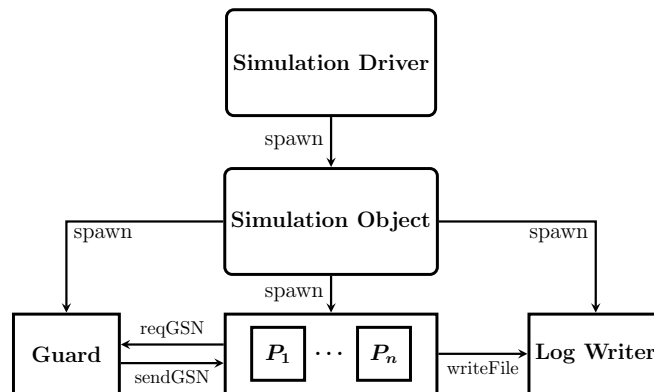 Simulation Driver
spawn
Simulation Object
spawn
spawn
spawn
Guard
reqGSN
sendGSN
P1 ··· Pn
writeFile
Log Writer